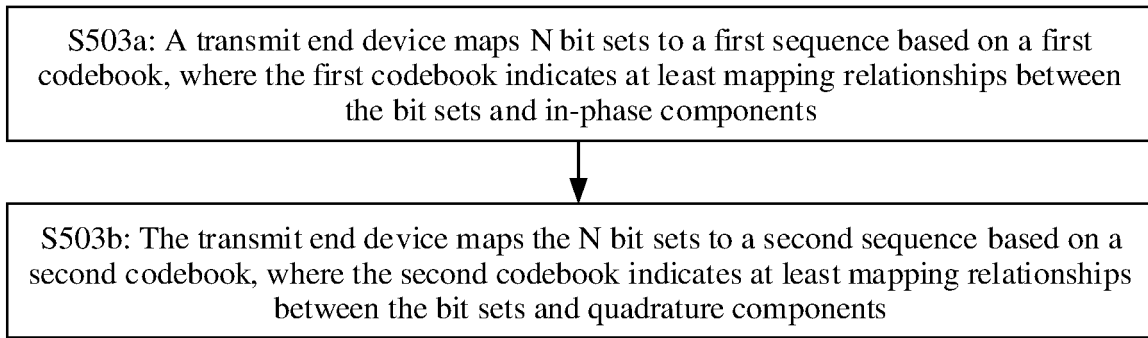 S503a: A transmit end device maps N bit sets to a first sequence based on a first
codebook, where the first codebook indicates at least mapping relationships between
the bit sets and in-phase components
S503b: The transmit end device maps the N bit sets to a second sequence based on a
second codebook, where the second codebook indicates at least mapping relationships
between the bit sets and quadrature components